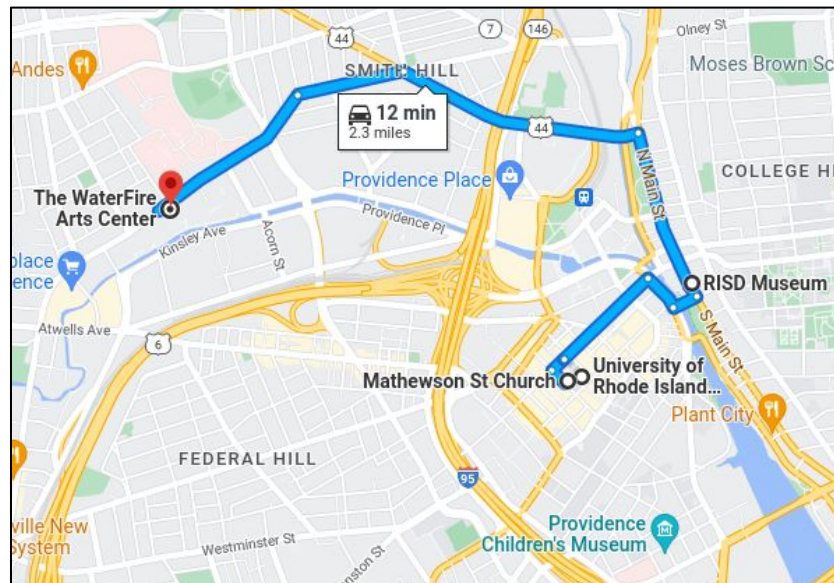 7
146
Olney St
44
Andes
SMITH HILL
Moses Brown Sc
12 min
2.3 miles
44
N Main St
COLLEGE HI
Providence Place
The WaterFire
Arts Center
Providence Pl
Kinsley Ave
Acorn St
place
ence
RISD Museum
Atwells Ave
6
S Main St
Mathewson St Church
University of
Rhode Island...
Plant City
FEDERAL HILL
95
ville New
System
Westminster St
Providence
Children's Museum
nston St